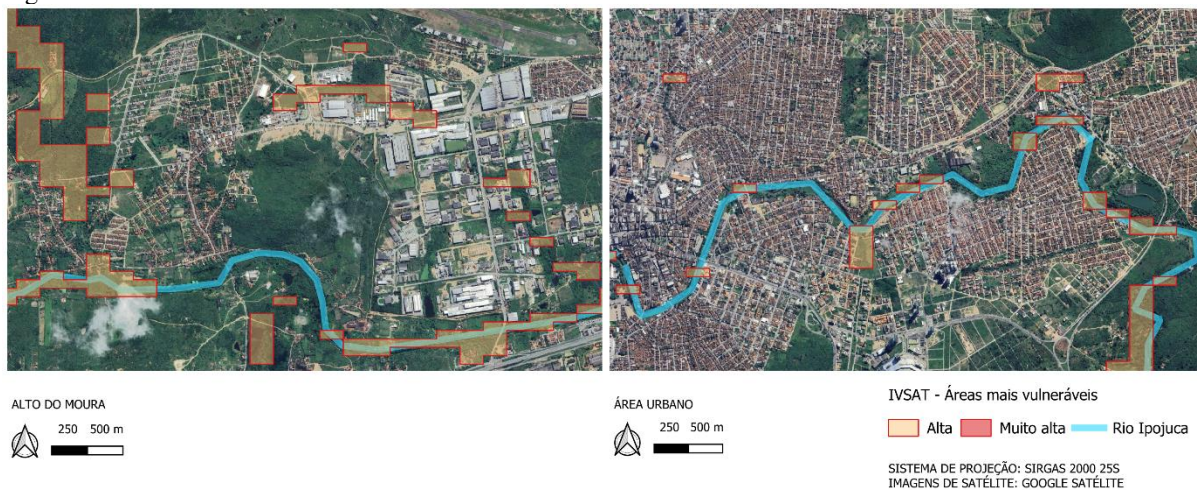 ALTO DO MOURA
250 500 m
ÁREA URBANO
250 500 m
IVSAT - Áreas mais vulneráveis
Alta Muito alta Rio Ipojuca
SISTEMA DE PROJEÇÃO: SIRGAS 2000 25S
IMAGENS DE SATÉLITE: GOOGLE SATÉLITE